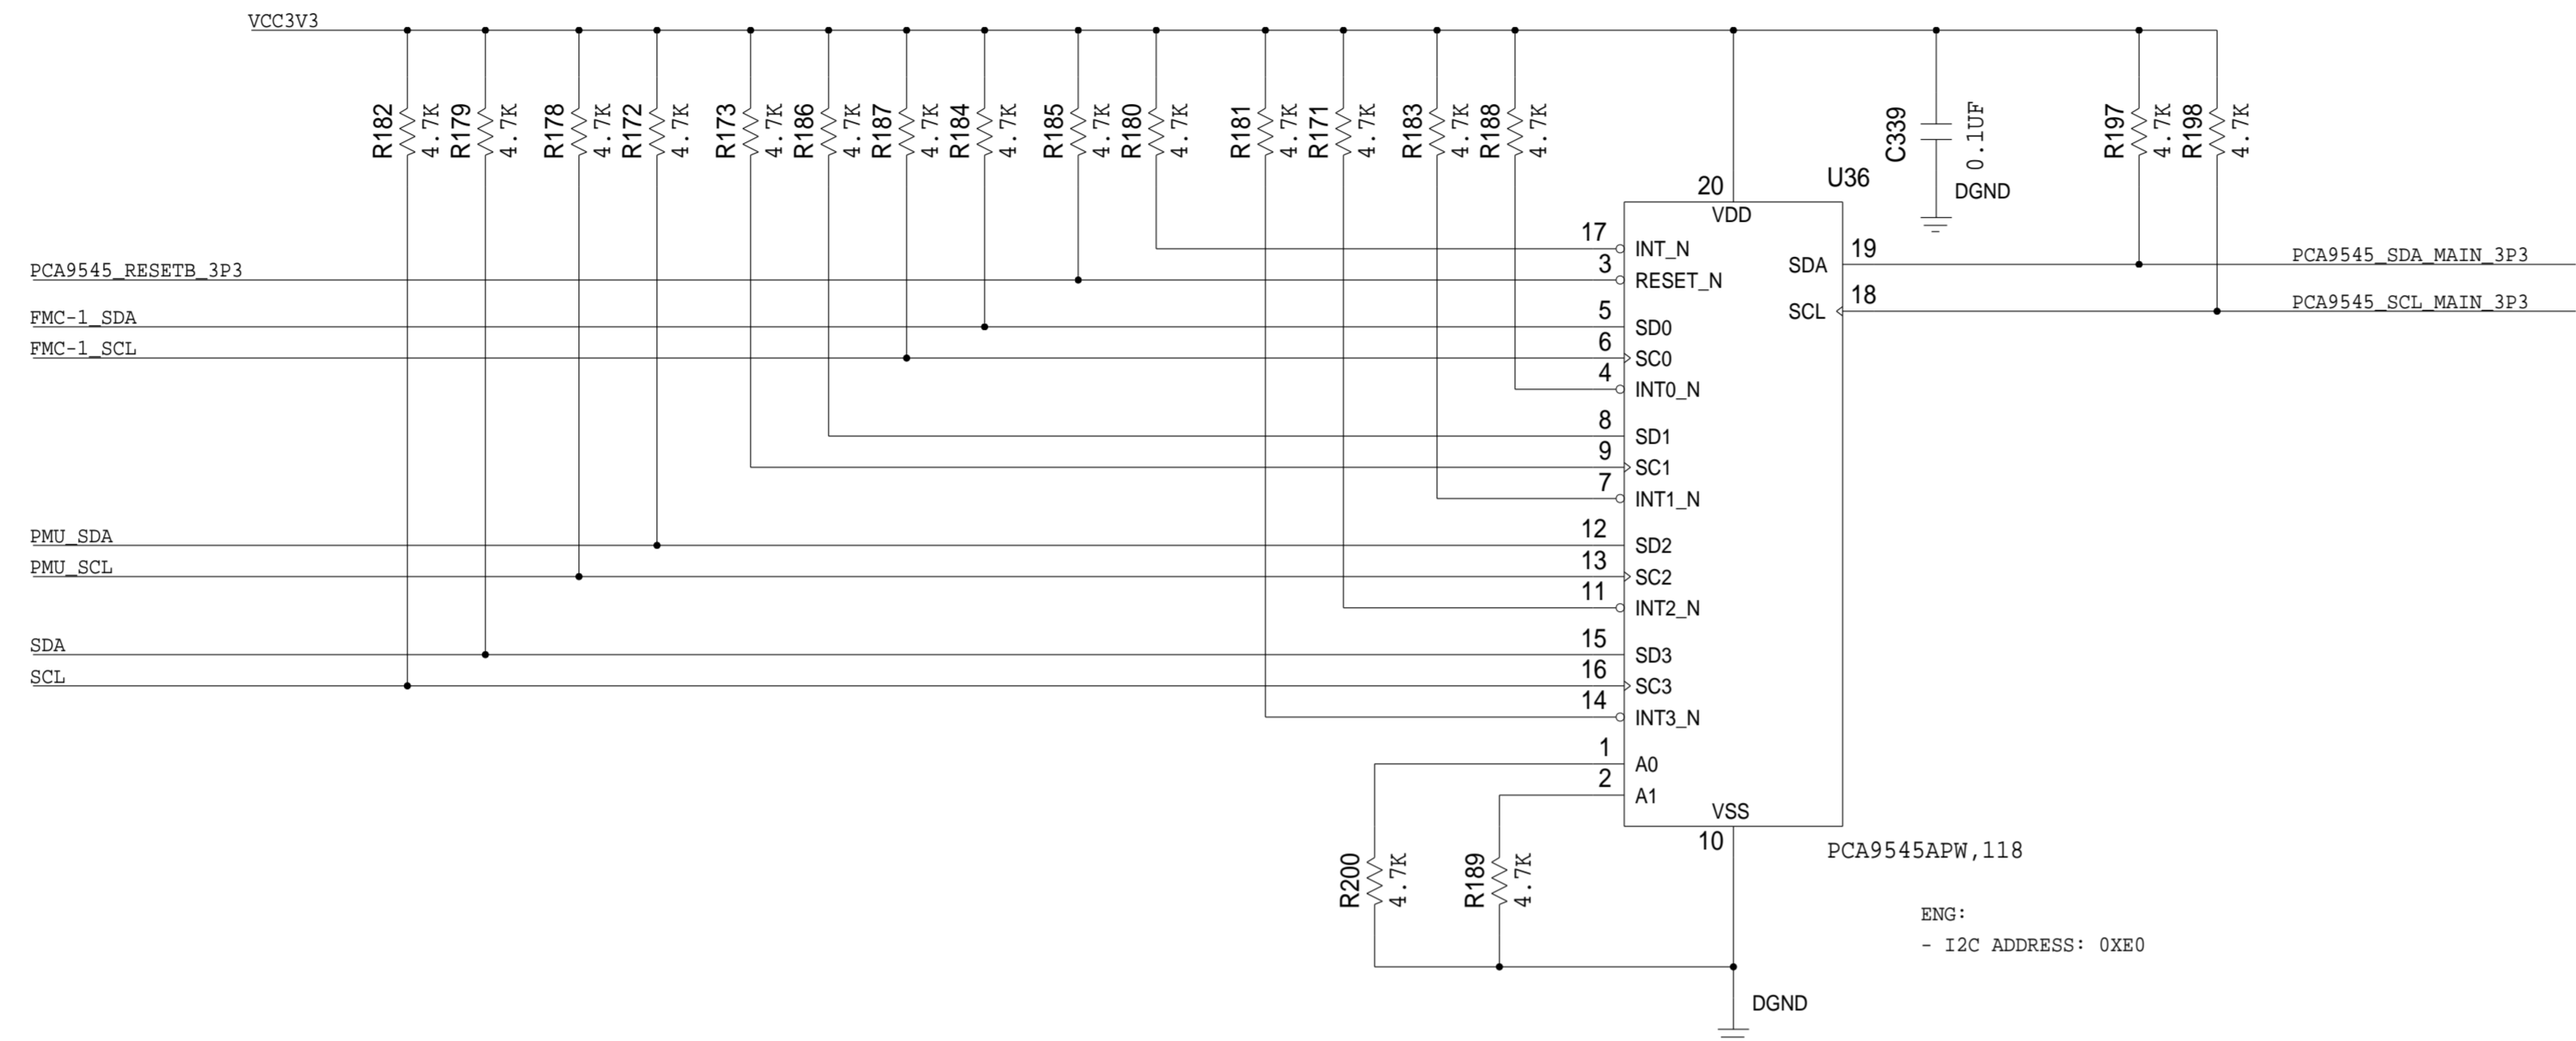 VCC3V3
R182 4.7K
R179 4.7K
R178 4.7K
R172 4.7K
R173 4.7K
R186 4.7K
R187 4.7K
R184 4.7K
R185 4.7K
R180 4.7K
R181 4.7K
R171 4.7K
R183 4.7K
R188 4.7K
C339 0.1UF
DGND
R197 4.7K
R198 4.7K
U36
20
VDD
17 INT_N
PCA9545_RESETB_3P3
3 RESET_N
FMC-1_SDA
5 SD0
FMC-1_SCL
6 SC0
4 INT0_N
8 SD1
9 SC1
7 INT1_N
PMU_SDA
12 SD2
PMU_SCL
13 SC2
11 INT2_N
SDA
15 SD3
SCL
16 SC3
14 INT3_N
1 A0
2 A1
SDA 19 PCA9545_SDA_MAIN_3P3
SCL 18 PCA9545_SCL_MAIN_3P3
VSS
10
PCA9545APW,118
R200 4.7K
R189 4.7K
ENG:
- I2C ADDRESS: 0XE0
DGND